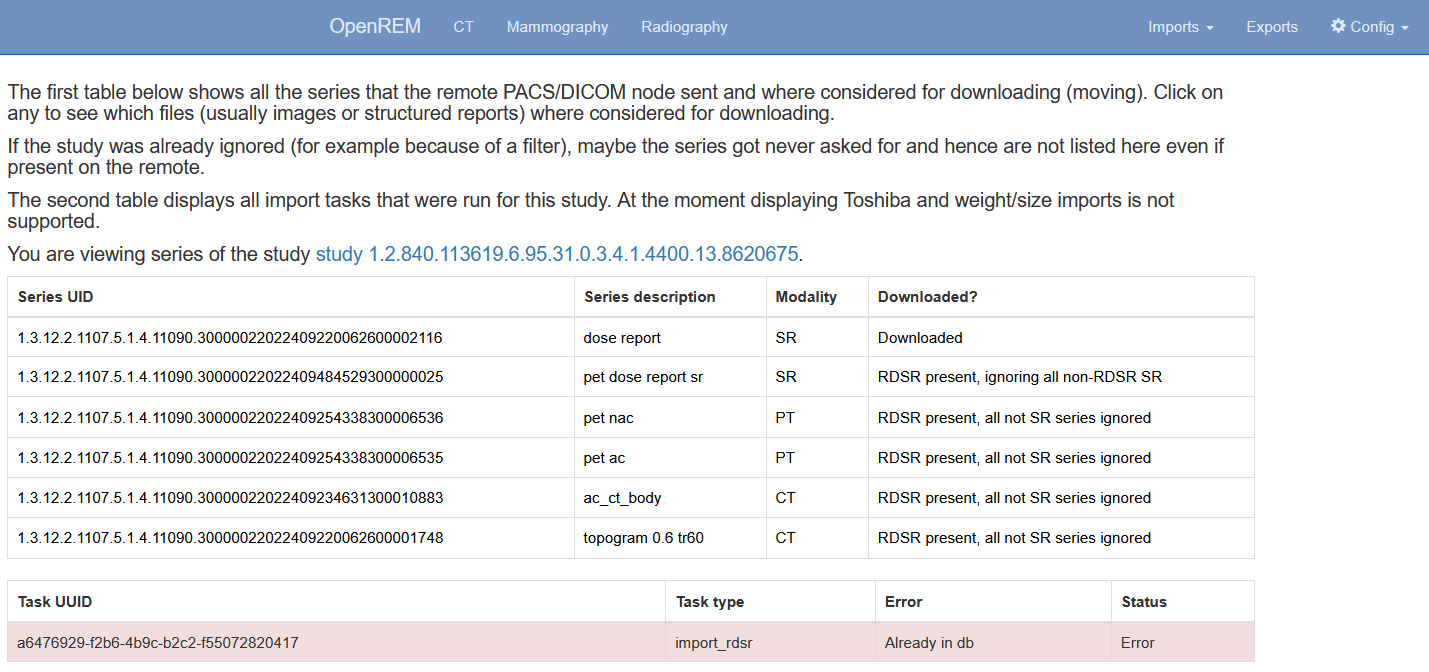 OpenREM CT Mammography Radiography Imports Exports Config
The first table below shows all the series that the remote PACS/DICOM node sent and where considered for downloading (moving). Click on
any to see which files (usually images or structured reports) where considered for downloading.
If the study was already ignored (for example because of a filter), maybe the series got never asked for and hence are not listed here even if
present on the remote.
The second table displays all import tasks that were run for this study. At the moment displaying Toshiba and weight/size imports is not
supported.
You are viewing series of the study study 1.2.840.113619.6.95.31.0.3.4.1.4400.13.8620675.
Series UID Series description Modality Downloaded?
1.3.12.2.1107.5.1.4.11090.30000022022409220062600002116 dose report SR Downloaded
1.3.12.2.1107.5.1.4.11090.30000022022409484529300000025 pet dose report sr SR RDSR present, ignoring all non-RDSR SR
1.3.12.2.1107.5.1.4.11090.30000022022409254338300006536 pet nac PT RDSR present, all not SR series ignored
1.3.12.2.1107.5.1.4.11090.30000022022409254338300006535 pet ac PT RDSR present, all not SR series ignored
1.3.12.2.1107.5.1.4.11090.30000022022409234631300010883 ac_ct_body CT RDSR present, all not SR series ignored
1.3.12.2.1107.5.1.4.11090.30000022022409220062600001748 topogram 0.6 tr60 CT RDSR present, all not SR series ignored
Task UUID Task type Error Status
a6476929-f2b6-4b9c-b2c2-f55072820417 import_rdsr Already in db Error